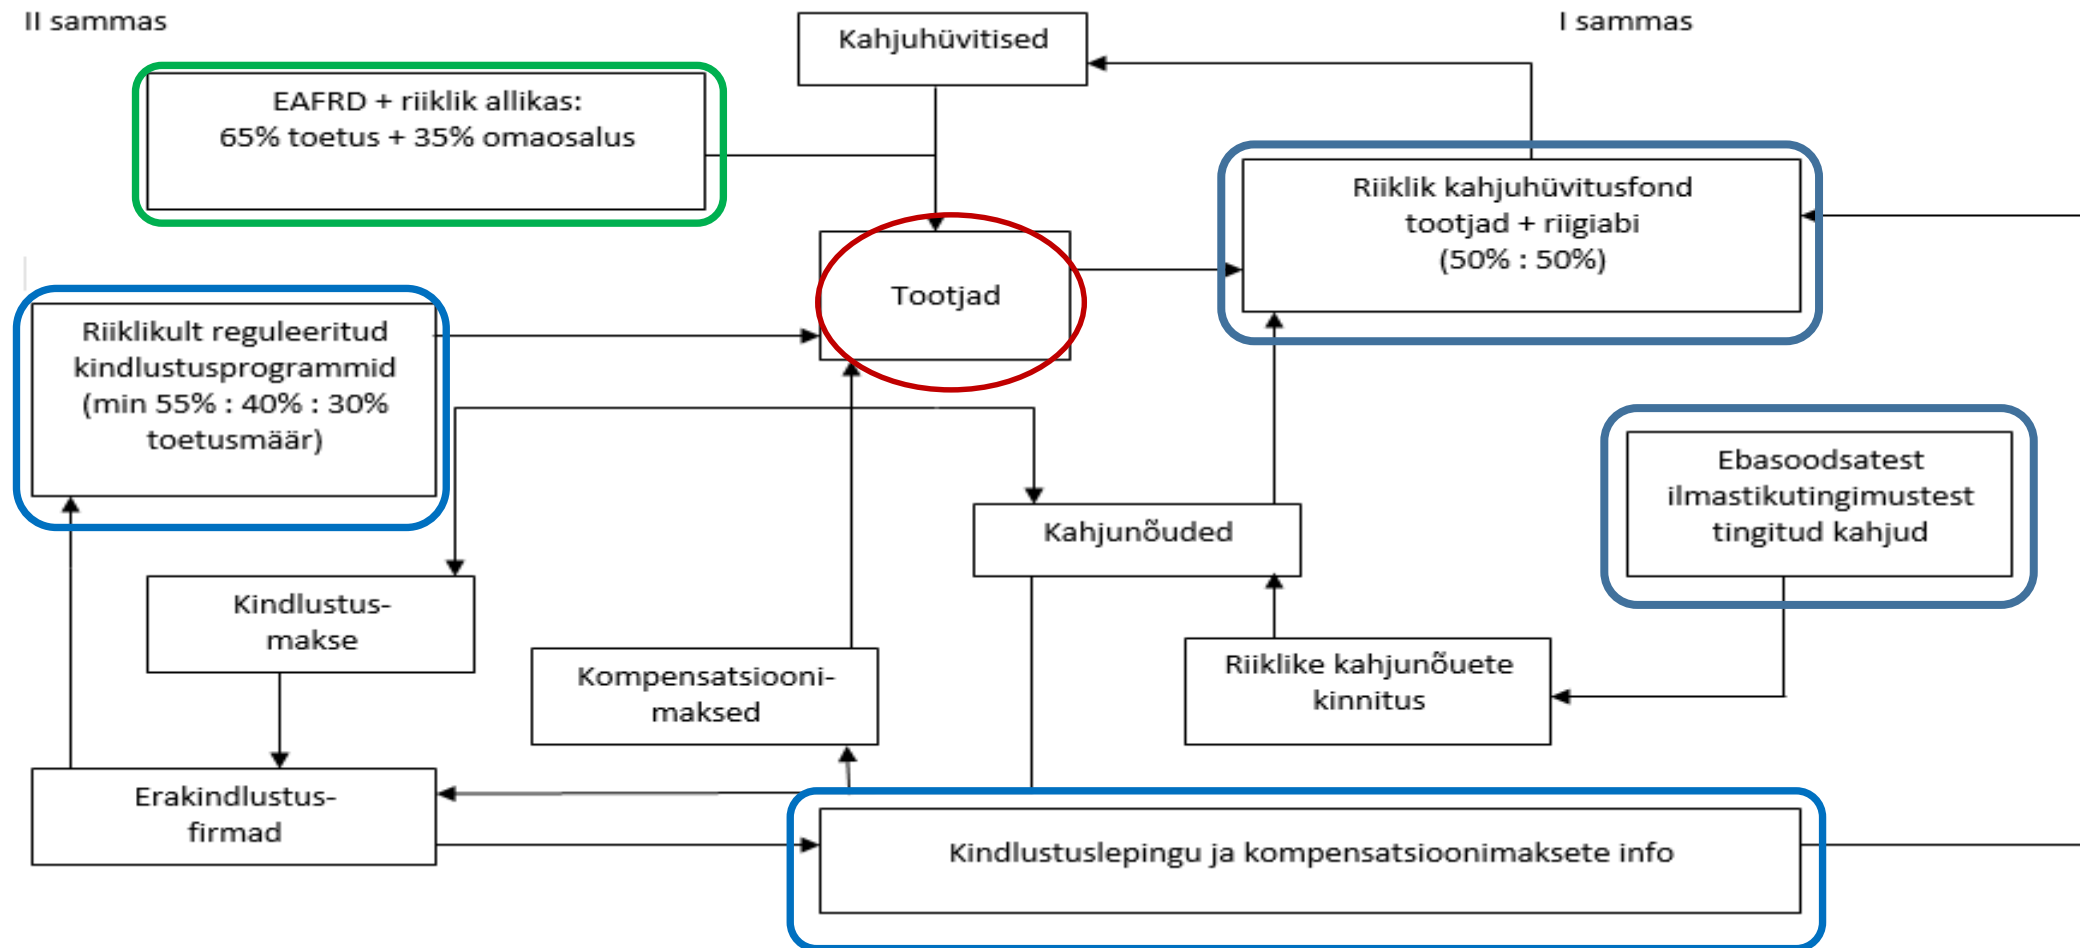 II sammas
I sammas
Kahjuhüvitised
EAFRD + riiklik allikas:
65% toetus + 35% omaosalus
Riiklik kahjuhüvitusfond
tootjad + riigiabi
(50% : 50%)
Tootjad
Riiklikult reguleeritud
kindlustusprogrammid
(min 55% : 40% : 30%
toetusmäär)
Ebasoodsatest
ilmastikutingimustest
tingitud kahjud
Kahjunõuded
Kindlustus-
makse
Kompensatsiooni-
maksed
Riiklike kahjunõuete
kinnitus
Erakindlustus-
firmad
Kindlustuslepingu ja kompensatsioonimaksete info